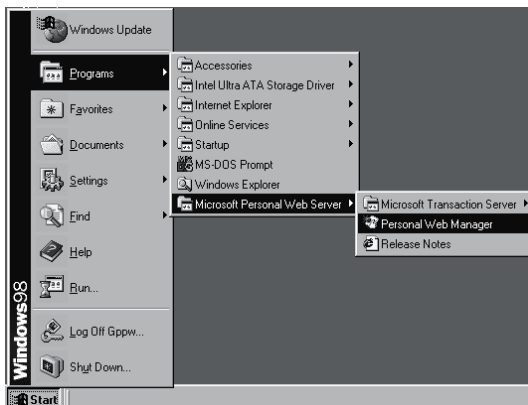 Windows Update
Programs
Favorites
Documents
Settings
Find
Help
Run...
Log Off Gppw...
Shut Down...
Windows98
Start
Accessories
Intel Ultra ATA Storage Driver
Internet Explorer
Online Services
Startup
MS-DOS Prompt
Windows Explorer
Microsoft Personal Web Server
Microsoft Transaction Server
Personal Web Manager
Release Notes